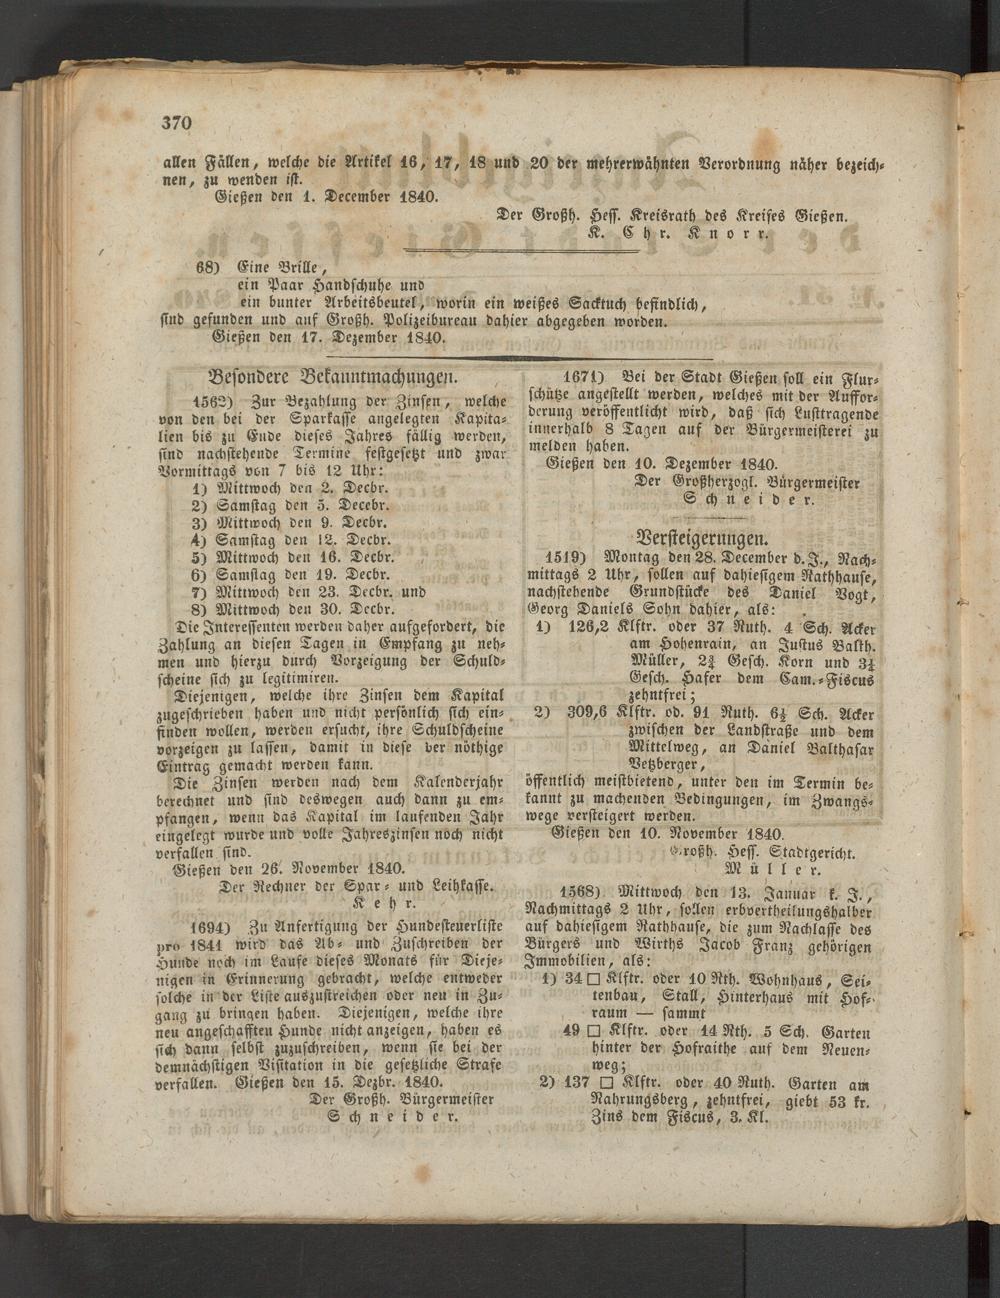 370
allen Fällen, welche die Artikel 16, 17, 18 und 20 der mehrerwähnten Verordnung näher bezeich-
nen, zu wenden ist.
Gießen den 1. December 1840.
Der Großh. Hess. Kreisrath des Kreises Gießen.
K. Chr. Knorr.
68) Eine Brille,
ein Paar Handschuhe und
ein bunter Arbeitsbeutel, worin ein weißes Sacktuch befindlich,
sind gefunden und auf Großh. Polizeibureau dahier abgegeben worden.
Gießen den 17. Dezember 1840.
Besondere Bekanntmachungen.
1562) Zur Bezahlung der Zinsen, welche
von den bei der Sparkasse angelegten Kapita-
lien bis zu Ende dieses Jahres fällig werden,
sind nachstehende Termine festgesetzt und zwar
Vormittags von 7 bis 12 Uhr:
1) Mittwoch den 2. Decbr.
2) Samstag den 5. Decebr.
3) Mittwoch den 9. Decbr.
4) Samstag den 12. Decbr.
5) Mittwoch den 16. Decbr.
6) Samstag den 19. Decbr.
7) Mittwoch den 23. Decbr. und
8) Mittwoch den 30. Decbr.
Die Interessenten werden daher aufgefordert, die
Zahlung an diesen Tagen in Empfang zu neh-
men und hierzu durch Vorzeigung der Schuld-
scheine sich zu legitimiren.
Diejenigen, welche ihre Zinsen dem Kapital
zugeschrieben haben und nicht persönlich sich ein-
finden wollen, werden ersucht, ihre Schuldscheine
vorzeigen zu lassen, damit in diese der nöthige
Eintrag gemacht werden kann.
Die Zinsen werden nach dem Kalenderjahr
berechnet und sind deswegen auch dann zu em-
pfangen, wenn das Kapital im laufenden Jahr
eingelegt wurde und volle Jahreszinsen noch nicht
verfallen sind.
Gießen den 26. November 1840.
Der Rechner der Spar- und Leihkasse.
Kehr.
1694) Zu Anfertigung der Hundesteuerliste
pro 1841 wird das Ab- und Zuschreiben der
Hunde noch im Laufe dieses Monats für Dieje-
nigen in Erinnerung gebracht, welche entweder
solche in der Liste auszustreichen oder neu in Zu-
gang zu bringen haben. Diejenigen, welche ihre
neu angeschafften Hunde nicht anzeigen, haben es
sich dann selbst zuzuschreiben, wenn sie bei der
demnächstigen Visitation in die gesetzliche Strafe
verfallen. Gießen den 15. Dezbr. 1840.
Der Großh. Bürgermeister
Schneider.
1671) Bei der Stadt Gießen soll ein Flur-
schütze angestellt werden, welches mit der Auffor-
derung veröffentlicht wird, daß sich Lusttragende
innerhalb 8 Tagen auf der Bürgermeisterei zu
melden haben.
Gießen den 10. Dezember 1840.
Der Großherzogl. Bürgermeister
Schneider.
Versteigerungen.
1519) Montag den 28. December d. J., Nach-
mittags 2 Uhr, sollen auf dahiesigem Rathhause,
nachstehende Grundstücke des Daniel Vogt,
Georg Daniels Sohn dahier, als:
1) 126,2 Klftr. oder 37 Ruth. 4 Sch. Acker
am Hohenrain, an Justus Balth.
Müller, 2¾ Gesch. Korn und 3¼
Gesch. Hafer dem Cam.-Fiscus
zehntfrei;
2) 309,6 Klftr. od. 91 Ruth. 6½ Sch. Acker
zwischen der Landstraße und dem
Mittelweg, an Daniel Balthasar
Vetzberger,
öffentlich meistbietend, unter den im Termin be-
kannt zu machenden Bedingungen, im Zwangs-
wege versteigert werden.
Gießen den 10. November 1840.
Großh. Hess. Stadtgericht.
Müller.
1568) Mittwoch den 13. Januar k. J.,
Nachmittags 2 Uhr, sollen erbvertheilungshalber
auf dahiesigem Rathhause, die zum Nachlasse des
Bürgers und Wirths Jacob Franz gehörigen
Immobilien, als:
1) 34 □ Klftr. oder 10 Rth. Wohnhaus, Sei-
tenbau, Stall, Hinterhaus mit Hof-
raum — sammt
49 □ Klftr. oder 14 Rth. 5 Sch. Garten
hinter der Hofraithe auf dem Neuen-
weg;
2) 137 □ Klftr. oder 40 Ruth. Garten am
Nahrungsberg, zehntfrei, giebt 53 kr.
Zins dem Fiscus, 3. Kl.